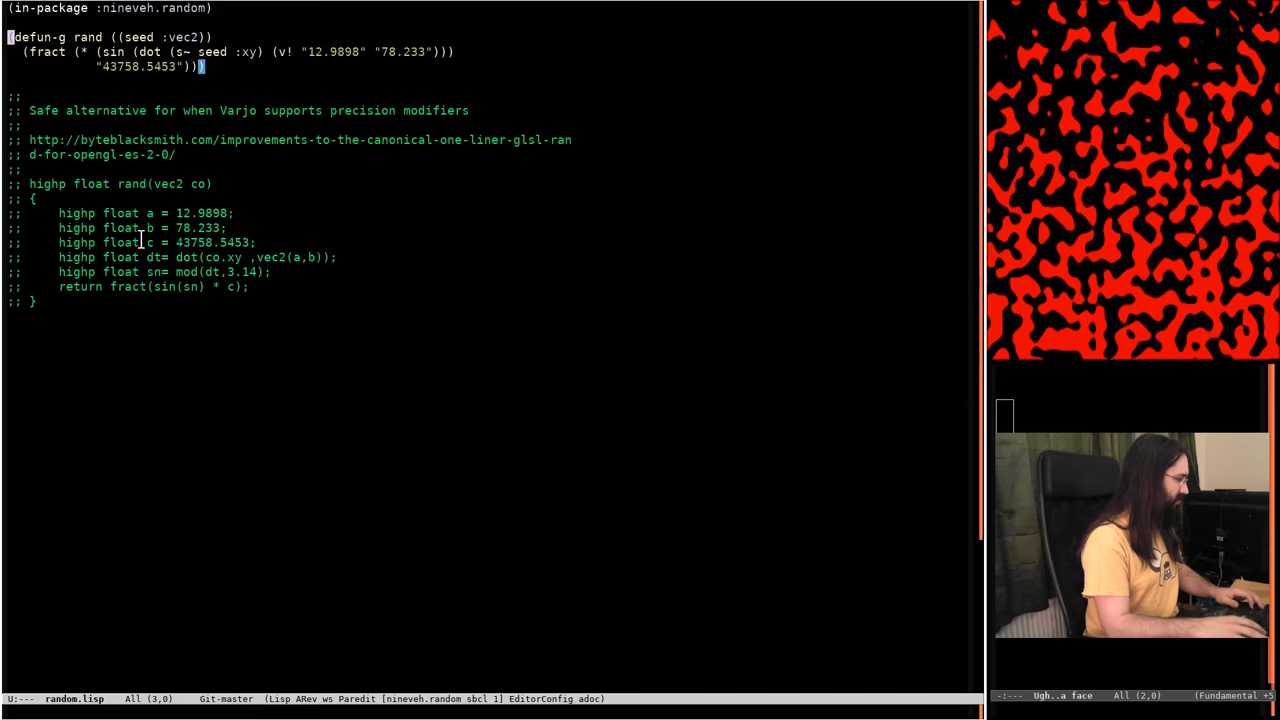 (in-package :nineveh.random)
(defun-g rand ((seed :vec2))
(fract (* (sin (dot (s~ seed :xy) (v! "12.9898" "78.233")))
"43758.5453")))
;;
;; Safe alternative for when Varjo supports precision modifiers
;;
;; http://byteblacksmith.com/improvements-to-the-canonical-one-liner-glsl-ran
;; d-for-opengl-es-2-0/
;;
;; highp float rand(vec2 co)
;; {
;;     highp float a = 12.9898;
;;     highp float b = 78.233;
;;     highp float c = 43758.5453;
;;     highp float dt= dot(co.xy ,vec2(a,b));
;;     highp float sn= mod(dt,3.14);
;;     return fract(sin(sn) * c);
;; }
U:--- random.lisp All (3,0) Git-master (Lisp ARev ws Paredit [nineveh.random sbcl 1] EditorConfig adoc)
-:--- Ugh..a face All (2,0) (Fundamental +5